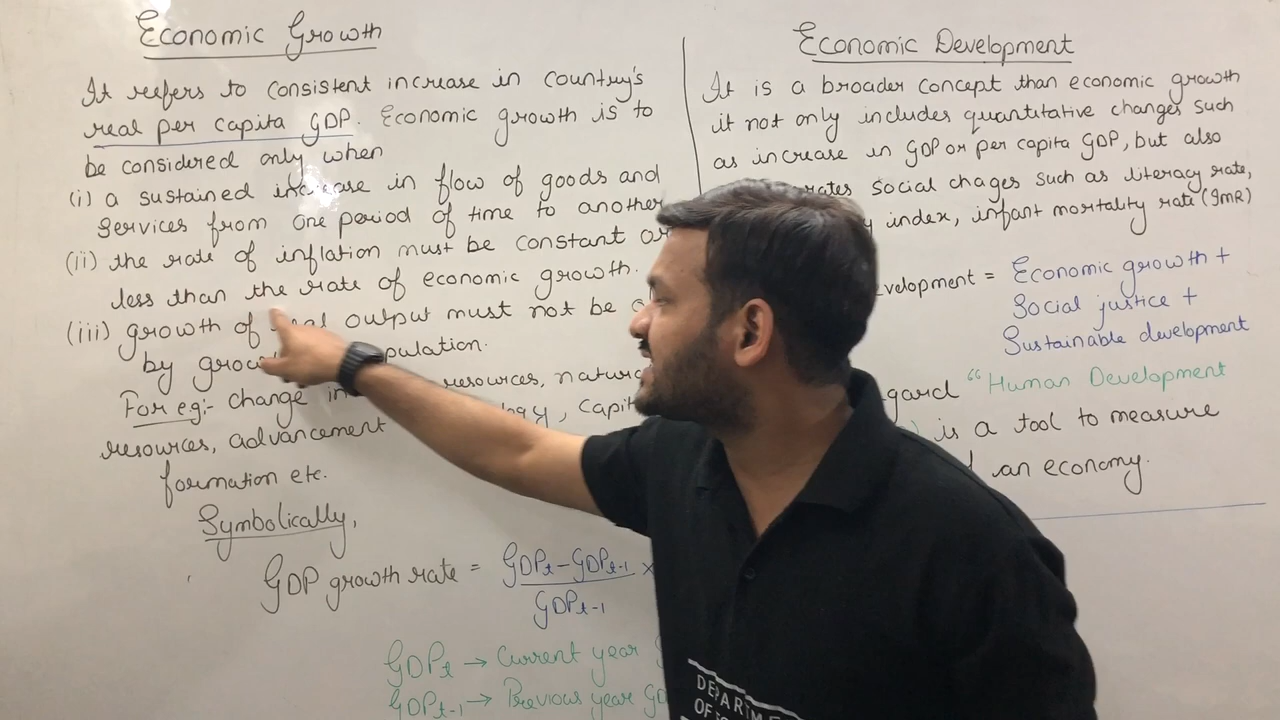 Economic Growth
It refers to consistent increase in country's
real per capita GDP. Economic growth is to
be considered only when
(i) a sustained increase in flow of goods and
services from one period of time to another
(ii) the rate of inflation must be constant or
less than the rate of economic growth.
(iii) growth of real output must not be
by
For eg:- change in resources,
resources, advancement
formation etc.
Symbolically,
GDP growth rate = GDPt - GDPt-1 ×
GDPt-1
GDPt → Current year
GDPt-1 → Previous year
Economic Development
It is a broader concept than economic growth
it not only includes quantitative changes such
as increase in GDP or per capita GDP, but also
social chages such as literacy rate,
index, infant mortality rate (IMR)
= Economic growth +
Social justice +
Sustainable development
"Human Development
is a tool to measure
an economy.